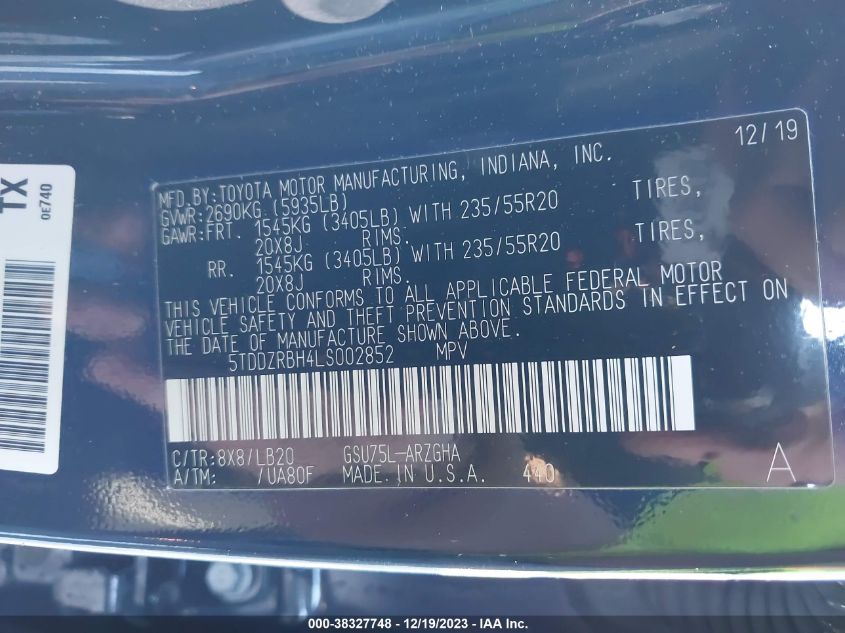 12/19
MFD.BY:TOYOTA MOTOR MANUFACTURING, INDIANA, INC.
GVWR:2690KG (5935LB)
GAWR:FRT. 1545KG (3405LB) WITH 235/55R20 TIRES,
20X8J RIMS.
RR. 1545KG (3405LB) WITH 235/55R20 TIRES,
20X8J RIMS.
THIS VEHICLE CONFORMS TO ALL APPLICABLE FEDERAL MOTOR
VEHICLE SAFETY AND THEFT PREVENTION STANDARDS IN EFFECT ON
THE DATE OF MANUFACTURE SHOWN ABOVE.
5TDDZRBH4LS002852 MPV
C/TR:8X8/LB20 GSU75L-ARZGHA
A/TM: /UA80F MADE IN U.S.A. 440 A
TX
0E740
000-38327748 - 12/19/2023 - IAA Inc.